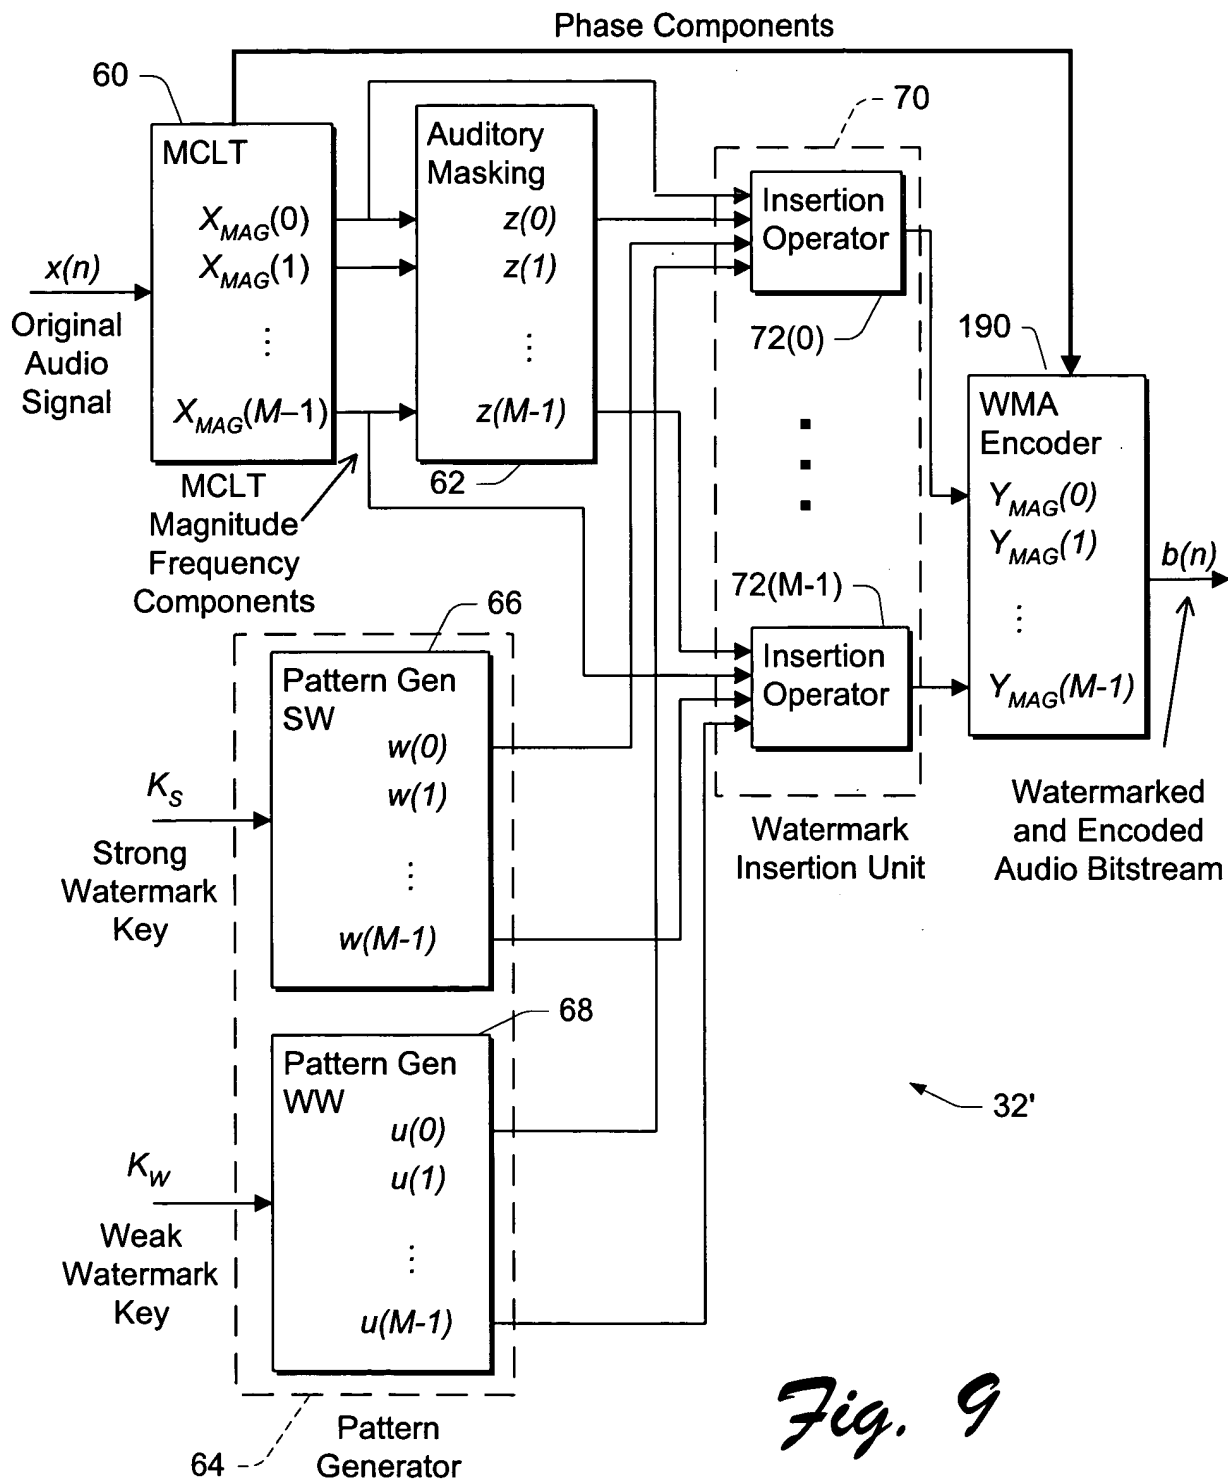 Phase Components
60
MCLT
X_MAG(0)
X_MAG(1)
⋮
X_MAG(M–1)
x(n)
Original
Audio
Signal
Auditory
Masking
z(0)
z(1)
⋮
z(M-1)
62
MCLT
Magnitude
Frequency
Components
70
Insertion
Operator
72(0)
72(M-1)
Insertion
Operator
Watermark
Insertion Unit
190
WMA
Encoder
Y_MAG(0)
Y_MAG(1)
⋮
Y_MAG(M-1)
b(n)
Watermarked
and Encoded
Audio Bitstream
66
Pattern Gen
SW
w(0)
w(1)
⋮
w(M-1)
K_S
Strong
Watermark
Key
68
Pattern Gen
WW
u(0)
u(1)
⋮
u(M-1)
K_W
Weak
Watermark
Key
64
Pattern
Generator
32'
Fig. 9